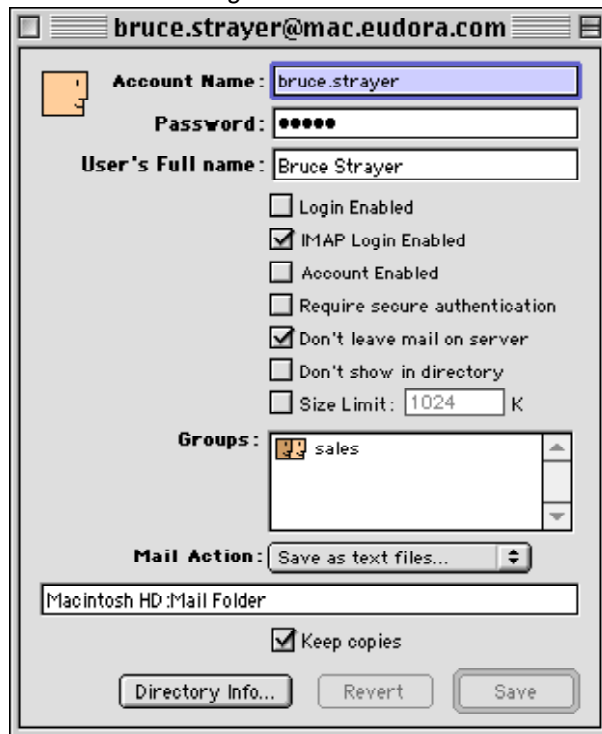 bruce.strayer@mac.eudora.com
Account Name: bruce.strayer
Password: •••••
User's Full name: Bruce Strayer
Login Enabled
IMAP Login Enabled
Account Enabled
Require secure authentication
Don't leave mail on server
Don't show in directory
Size Limit: 1024 K
Groups: sales
Mail Action: Save as text files...
Macintosh HD:Mail Folder
Keep copies
Directory Info... Revert Save